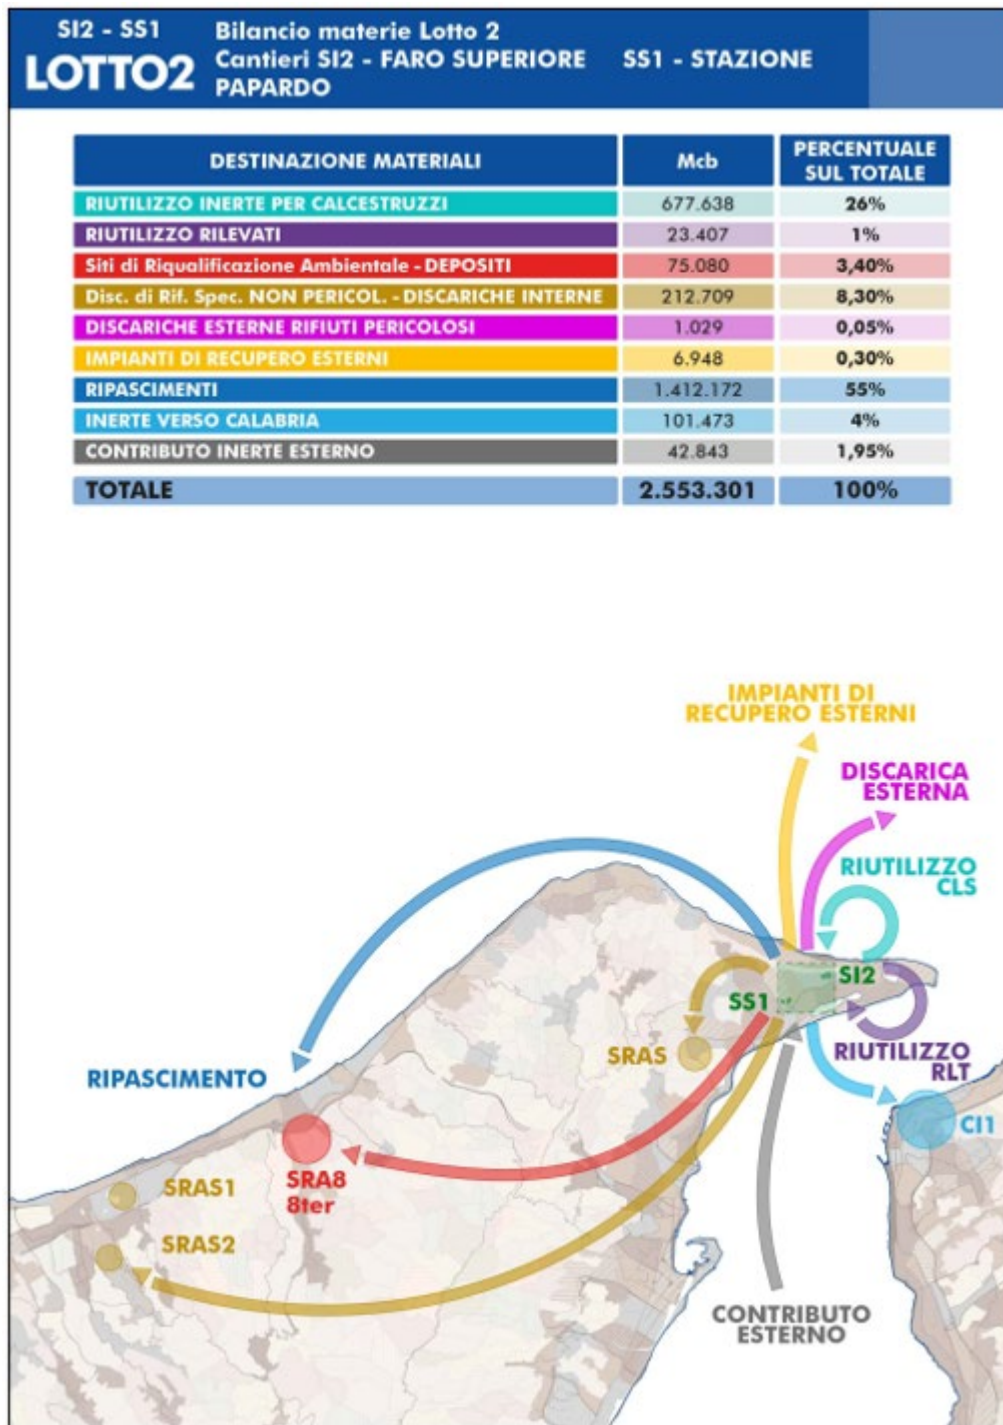 SI2 - SS1
LOTTO2
Bilancio materie Lotto 2
Cantieri SI2 - FARO SUPERIORE SS1 - STAZIONE
PAPARDO
DESTINAZIONE MATERIALI Mcb PERCENTUALE
SUL TOTALE
RIUTILIZZO INERTE PER CALCESTRUZZI 677.638 26%
RIUTILIZZO RILEVATI 23.407 1%
Siti di Riqualificazione Ambientale - DEPOSITI 75.080 3,40%
Disc. di Rif. Spec. NON PERICOL. - DISCARICHE INTERNE 212.709 8,30%
DISCARICHE ESTERNE RIFIUTI PERICOLOSI 1.029 0,05%
IMPIANTI DI RECUPERO ESTERNI 6.948 0,30%
RIPASCIMENTI 1.412.172 55%
INERTE VERSO CALABRIA 101.473 4%
CONTRIBUTO INERTE ESTERNO 42.843 1,95%
TOTALE 2.553.301 100%
IMPIANTI DI
RECUPERO ESTERNI
DISCARICA
ESTERNA
RIUTILIZZO
CLS
SI2
SS1
SRAS
RIUTILIZZO
RLT
RIPASCIMENTO
CI1
SRA8
8ter
SRAS1
SRAS2
CONTRIBUTO
ESTERNO